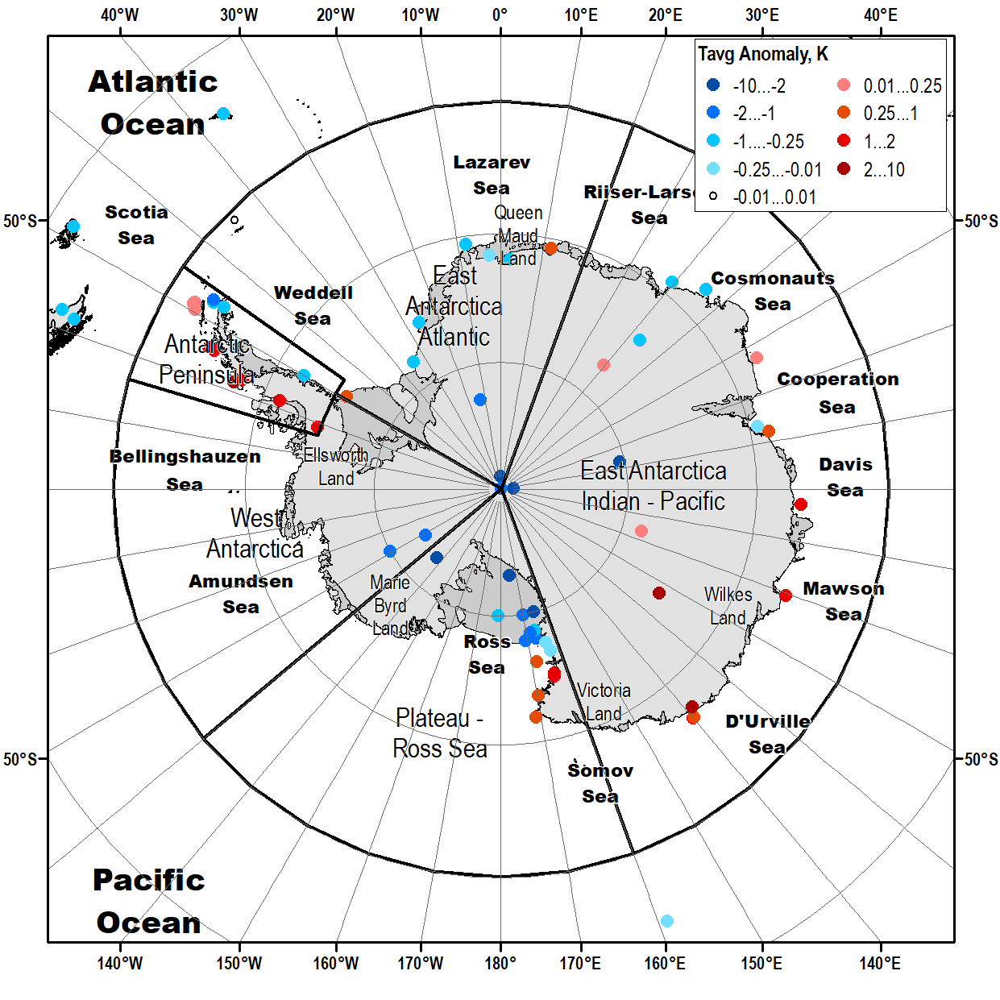 40°W 30°W 20°W 10°W 0° 10°E 20°E 30°E 40°E
Tavg Anomaly, K
-10...-2
-2...-1
-1....-0.25
-0.25...-0.01
-0.01...0.01
0.01...0.25
0.25...1
1...2
2...10
Atlantic
Ocean
Lazarev
Sea
Riiser-Larse
Sea
Queen
Maud
Land
50°S
50°S
Scotia
Sea
Weddell
Sea
East
Antarctica
Atlantic
Cosmonauts
Sea
Antarctic
Peninsula
Cooperation
Sea
Bellingshauzen
Sea
Ellsworth
Land
East Antarctica
Indian - Pacific
Davis
Sea
West
Antarctica
Amundsen
Sea
Marie
Byrd
Land
Wilkes
Land
Mawson
Sea
Ross
Sea
Victoria
Land
Plateau -
Ross Sea
D'Urville
Sea
50°S
50°S
Somov
Sea
Pacific
Ocean
140°W 150°W 160°W 170°W 180° 170°E 160°E 150°E 140°E